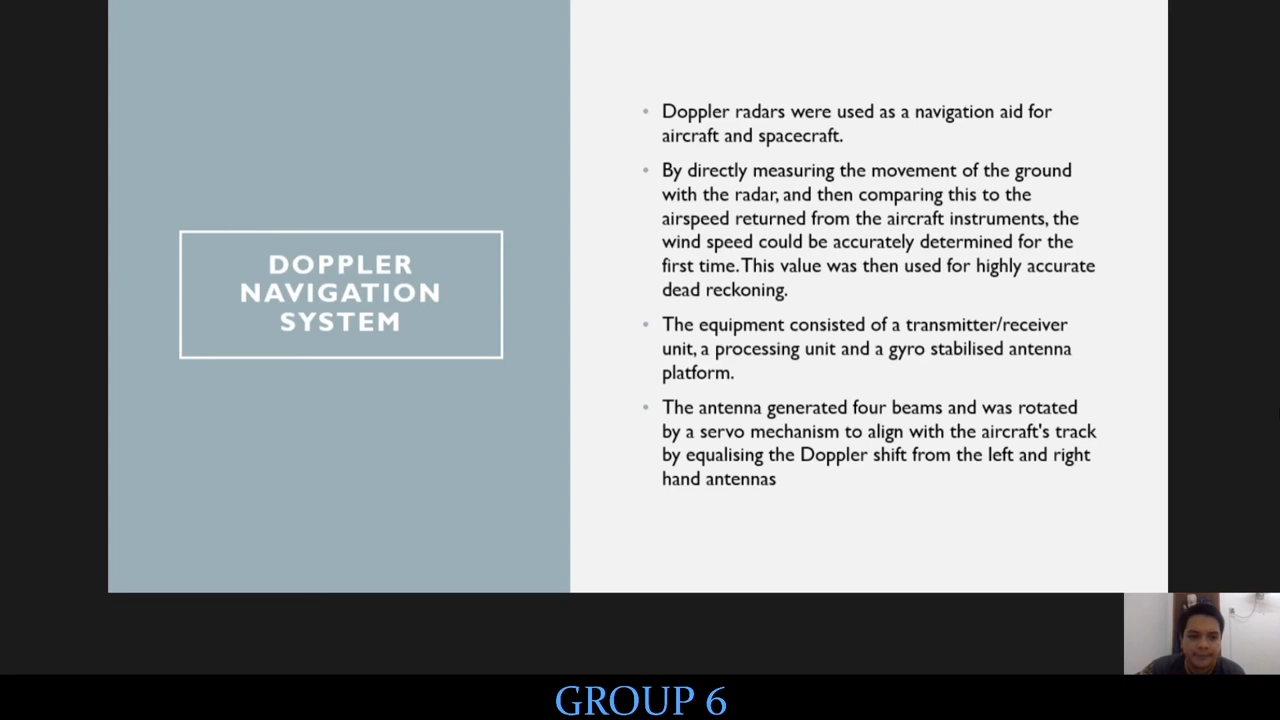 DOPPLER
NAVIGATION
SYSTEM
• Doppler radars were used as a navigation aid for
aircraft and spacecraft.
• By directly measuring the movement of the ground
with the radar, and then comparing this to the
airspeed returned from the aircraft instruments, the
wind speed could be accurately determined for the
first time. This value was then used for highly accurate
dead reckoning.
• The equipment consisted of a transmitter/receiver
unit, a processing unit and a gyro stabilised antenna
platform.
• The antenna generated four beams and was rotated
by a servo mechanism to align with the aircraft's track
by equalising the Doppler shift from the left and right
hand antennas
GROUP 6